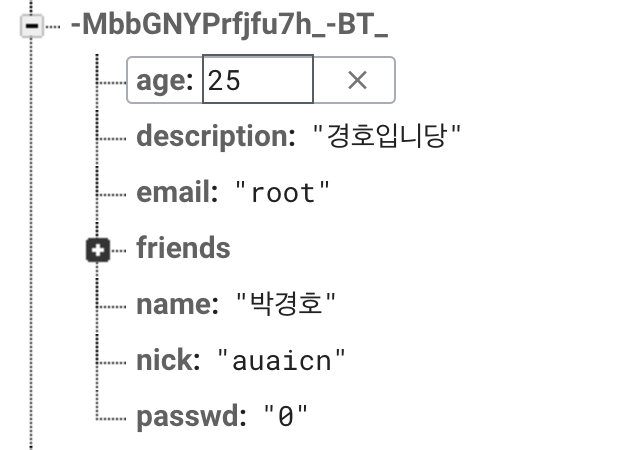 -MbbGNYPrfjfu7h_-BT_
age: 25
description: "경호입니당"
email: "root"
friends
name: "박경호"
nick: "auaicn"
passwd: "0"